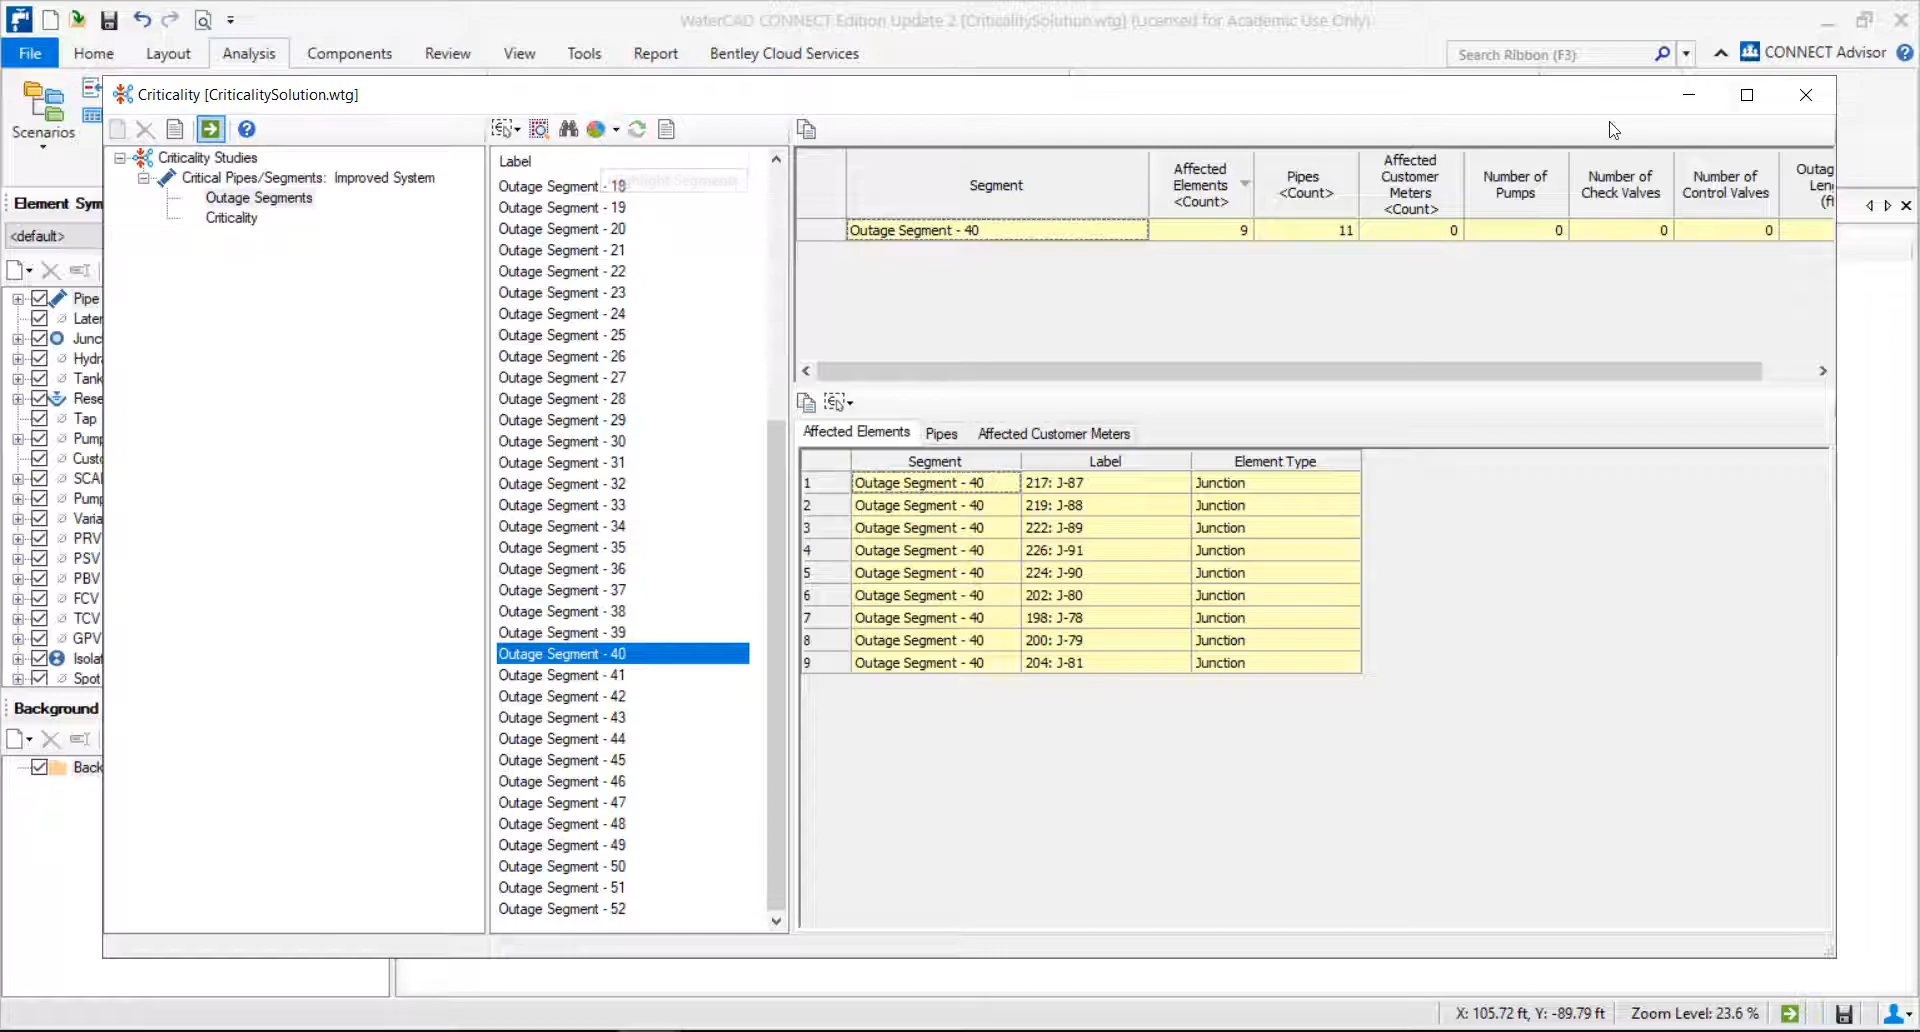 WaterCAD CONNECT Edition Update 2 [CriticalitySolution.wtg] (Licensed for Academic Use Only)
File Home Layout Analysis Components Review View Tools Report Bentley Cloud Services
Search Ribbon (F3)
CONNECT Advisor
Scenarios
Criticality [CriticalitySolution.wtg]
Criticality Studies
Critical Pipes/Segments: Improved System
Outage Segments
Criticality
Element Sym
<default>
Pipe
Later
Junc
Hydr
Tank
Rese
Tap
Pump
Custo
SCA
Pump
Varia
PRV
PSV
PBV
FCV
TCV
GPV
Isolat
Spot
Background
Back
Label
Highlight Segments
Outage Segment - 18
Outage Segment - 19
Outage Segment - 20
Outage Segment - 21
Outage Segment - 22
Outage Segment - 23
Outage Segment - 24
Outage Segment - 25
Outage Segment - 26
Outage Segment - 27
Outage Segment - 28
Outage Segment - 29
Outage Segment - 30
Outage Segment - 31
Outage Segment - 32
Outage Segment - 33
Outage Segment - 34
Outage Segment - 35
Outage Segment - 36
Outage Segment - 37
Outage Segment - 38
Outage Segment - 39
Outage Segment - 40
Outage Segment - 41
Outage Segment - 42
Outage Segment - 43
Outage Segment - 44
Outage Segment - 45
Outage Segment - 46
Outage Segment - 47
Outage Segment - 48
Outage Segment - 49
Outage Segment - 50
Outage Segment - 51
Outage Segment - 52
Segment
Affected
Elements
<Count>
Pipes
<Count>
Affected
Customer
Meters
<Count>
Number of
Pumps
Number of
Check Valves
Number of
Control Valves
Outag
Len
(f
Outage Segment - 40 9 11 0 0 0 0
Affected Elements Pipes Affected Customer Meters
Segment Label Element Type
1 Outage Segment - 40 217: J-87 Junction
2 Outage Segment - 40 219: J-88 Junction
3 Outage Segment - 40 222: J-89 Junction
4 Outage Segment - 40 226: J-91 Junction
5 Outage Segment - 40 224: J-90 Junction
6 Outage Segment - 40 202: J-80 Junction
7 Outage Segment - 40 198: J-78 Junction
8 Outage Segment - 40 200: J-79 Junction
9 Outage Segment - 40 204: J-81 Junction
X: 105.72 ft, Y: -89.79 ft Zoom Level: 23.6 %